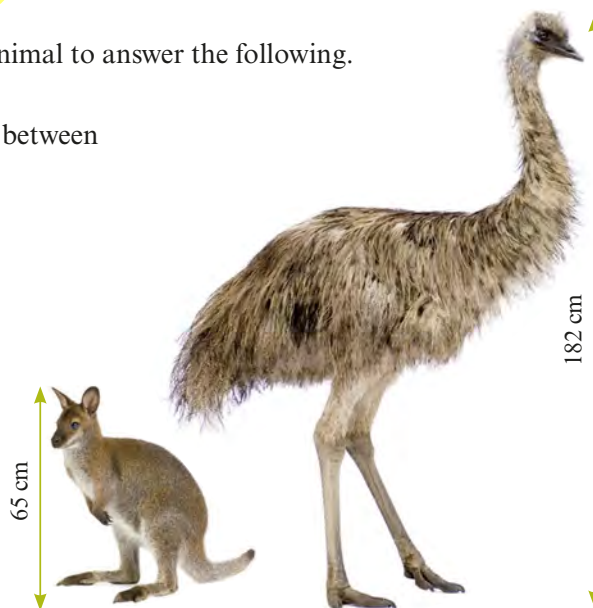 nimal to answer the following.
between
182 cm
65 cm